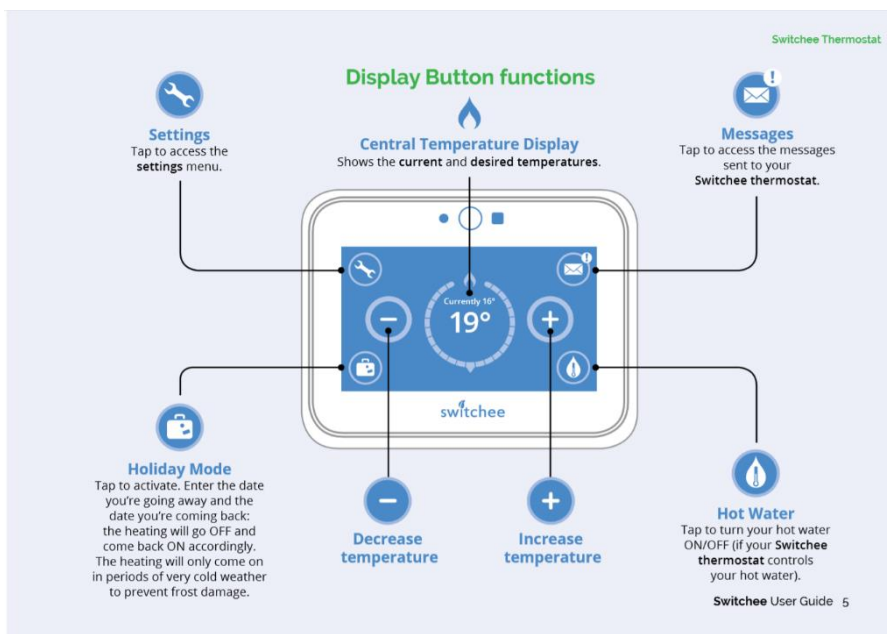 Switchee Thermostat
Display Button functions
Settings
Tap to access the
settings menu.
Central Temperature Display
Shows the current and desired temperatures.
!
Messages
Tap to access the messages
sent to your
Switchee thermostat.
!
Currently 16°
19°
switchee
Holiday Mode
Tap to activate. Enter the date
you're going away and the
date you're coming back:
the heating will go OFF and
come back ON accordingly.
The heating will only come on
in periods of very cold weather
to prevent frost damage.
Decrease
temperature
Increase
temperature
Hot Water
Tap to turn your hot water
ON/OFF (if your Switchee
thermostat controls
your hot water).
Switchee User Guide 5